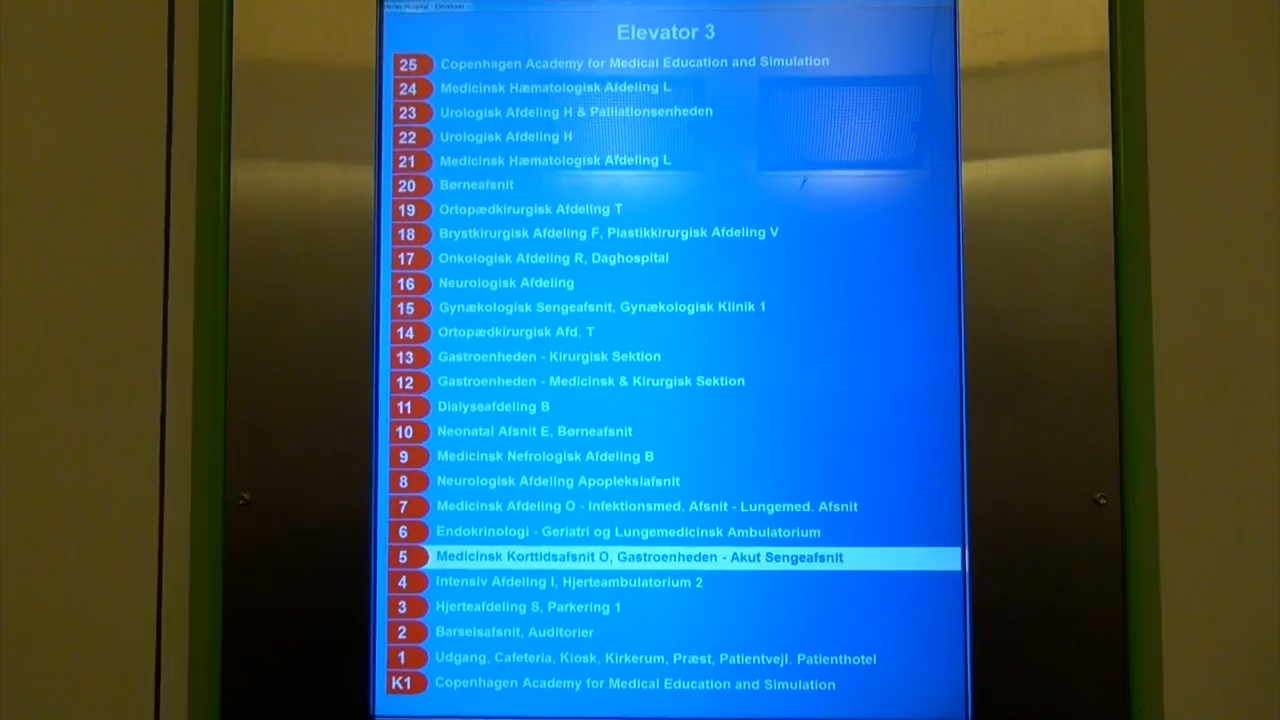 Herlev Hospital - Elevatorer -
Elevator 3
25 Copenhagen Academy for Medical Education and Simulation
24 Medicinsk Hæmatologisk Afdeling L
23 Urologisk Afdeling H & Palliationsenheden
22 Urologisk Afdeling H
21 Medicinsk Hæmatologisk Afdeling L
20 Børneafsnit
19 Ortopædkirurgisk Afdeling T
18 Brystkirurgisk Afdeling F, Plastikkirurgisk Afdeling V
17 Onkologisk Afdeling R, Daghospital
16 Neurologisk Afdeling
15 Gynækologisk Sengeafsnit, Gynækologisk Klinik 1
14 Ortopædkirurgisk Afd. T
13 Gastroenheden - Kirurgisk Sektion
12 Gastroenheden - Medicinsk & Kirurgisk Sektion
11 Dialyseafdeling B
10 Neonatal Afsnit E, Børneafsnit
9 Medicinsk Nefrologisk Afdeling B
8 Neurologisk Afdeling Apopleksiafsnit
7 Medicinsk Afdeling O - Infektionsmed. Afsnit - Lungemed. Afsnit
6 Endokrinologi - Geriatri og Lungemedicinsk Ambulatorium
5 Medicinsk Korttidsafsnit O, Gastroenheden - Akut Sengeafsnit
4 Intensiv Afdeling I, Hjerteambulatorium 2
3 Hjerteafdeling S, Parkering 1
2 Barselsafsnit, Auditorier
1 Udgang, Cafeteria, Kiosk, Kirkerum, Præst, Patientvejl. Patienthotel
K1 Copenhagen Academy for Medical Education and Simulation